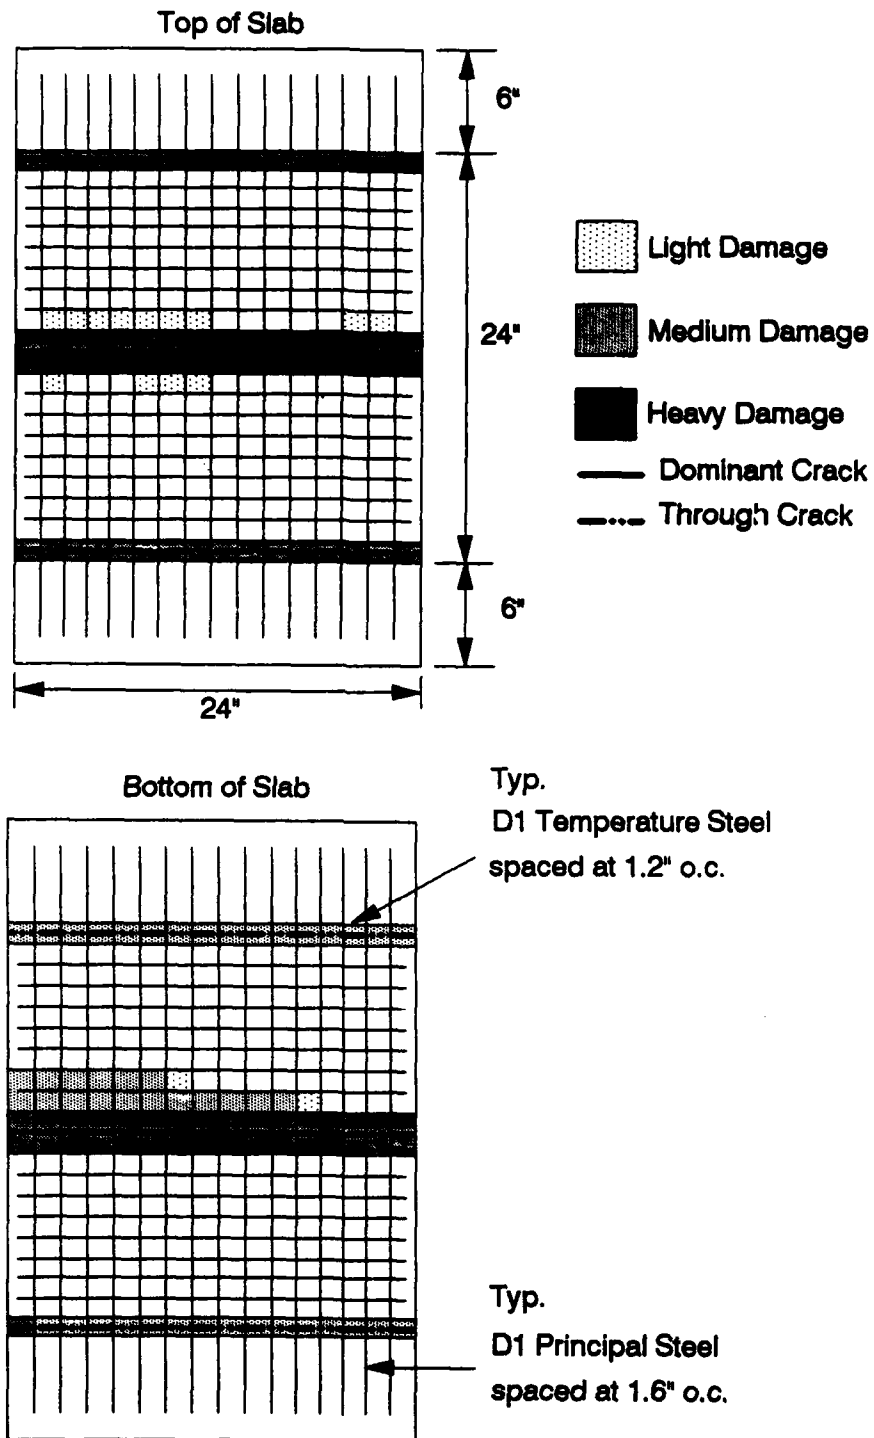 Top of Slab
6"
24"
6"
24"
Light Damage
Medium Damage
Heavy Damage
Dominant Crack
Through Crack
Bottom of Slab
Typ.
D1 Temperature Steel
spaced at 1.2" o.c.
Typ.
D1 Principal Steel
spaced at 1.6" o.c.